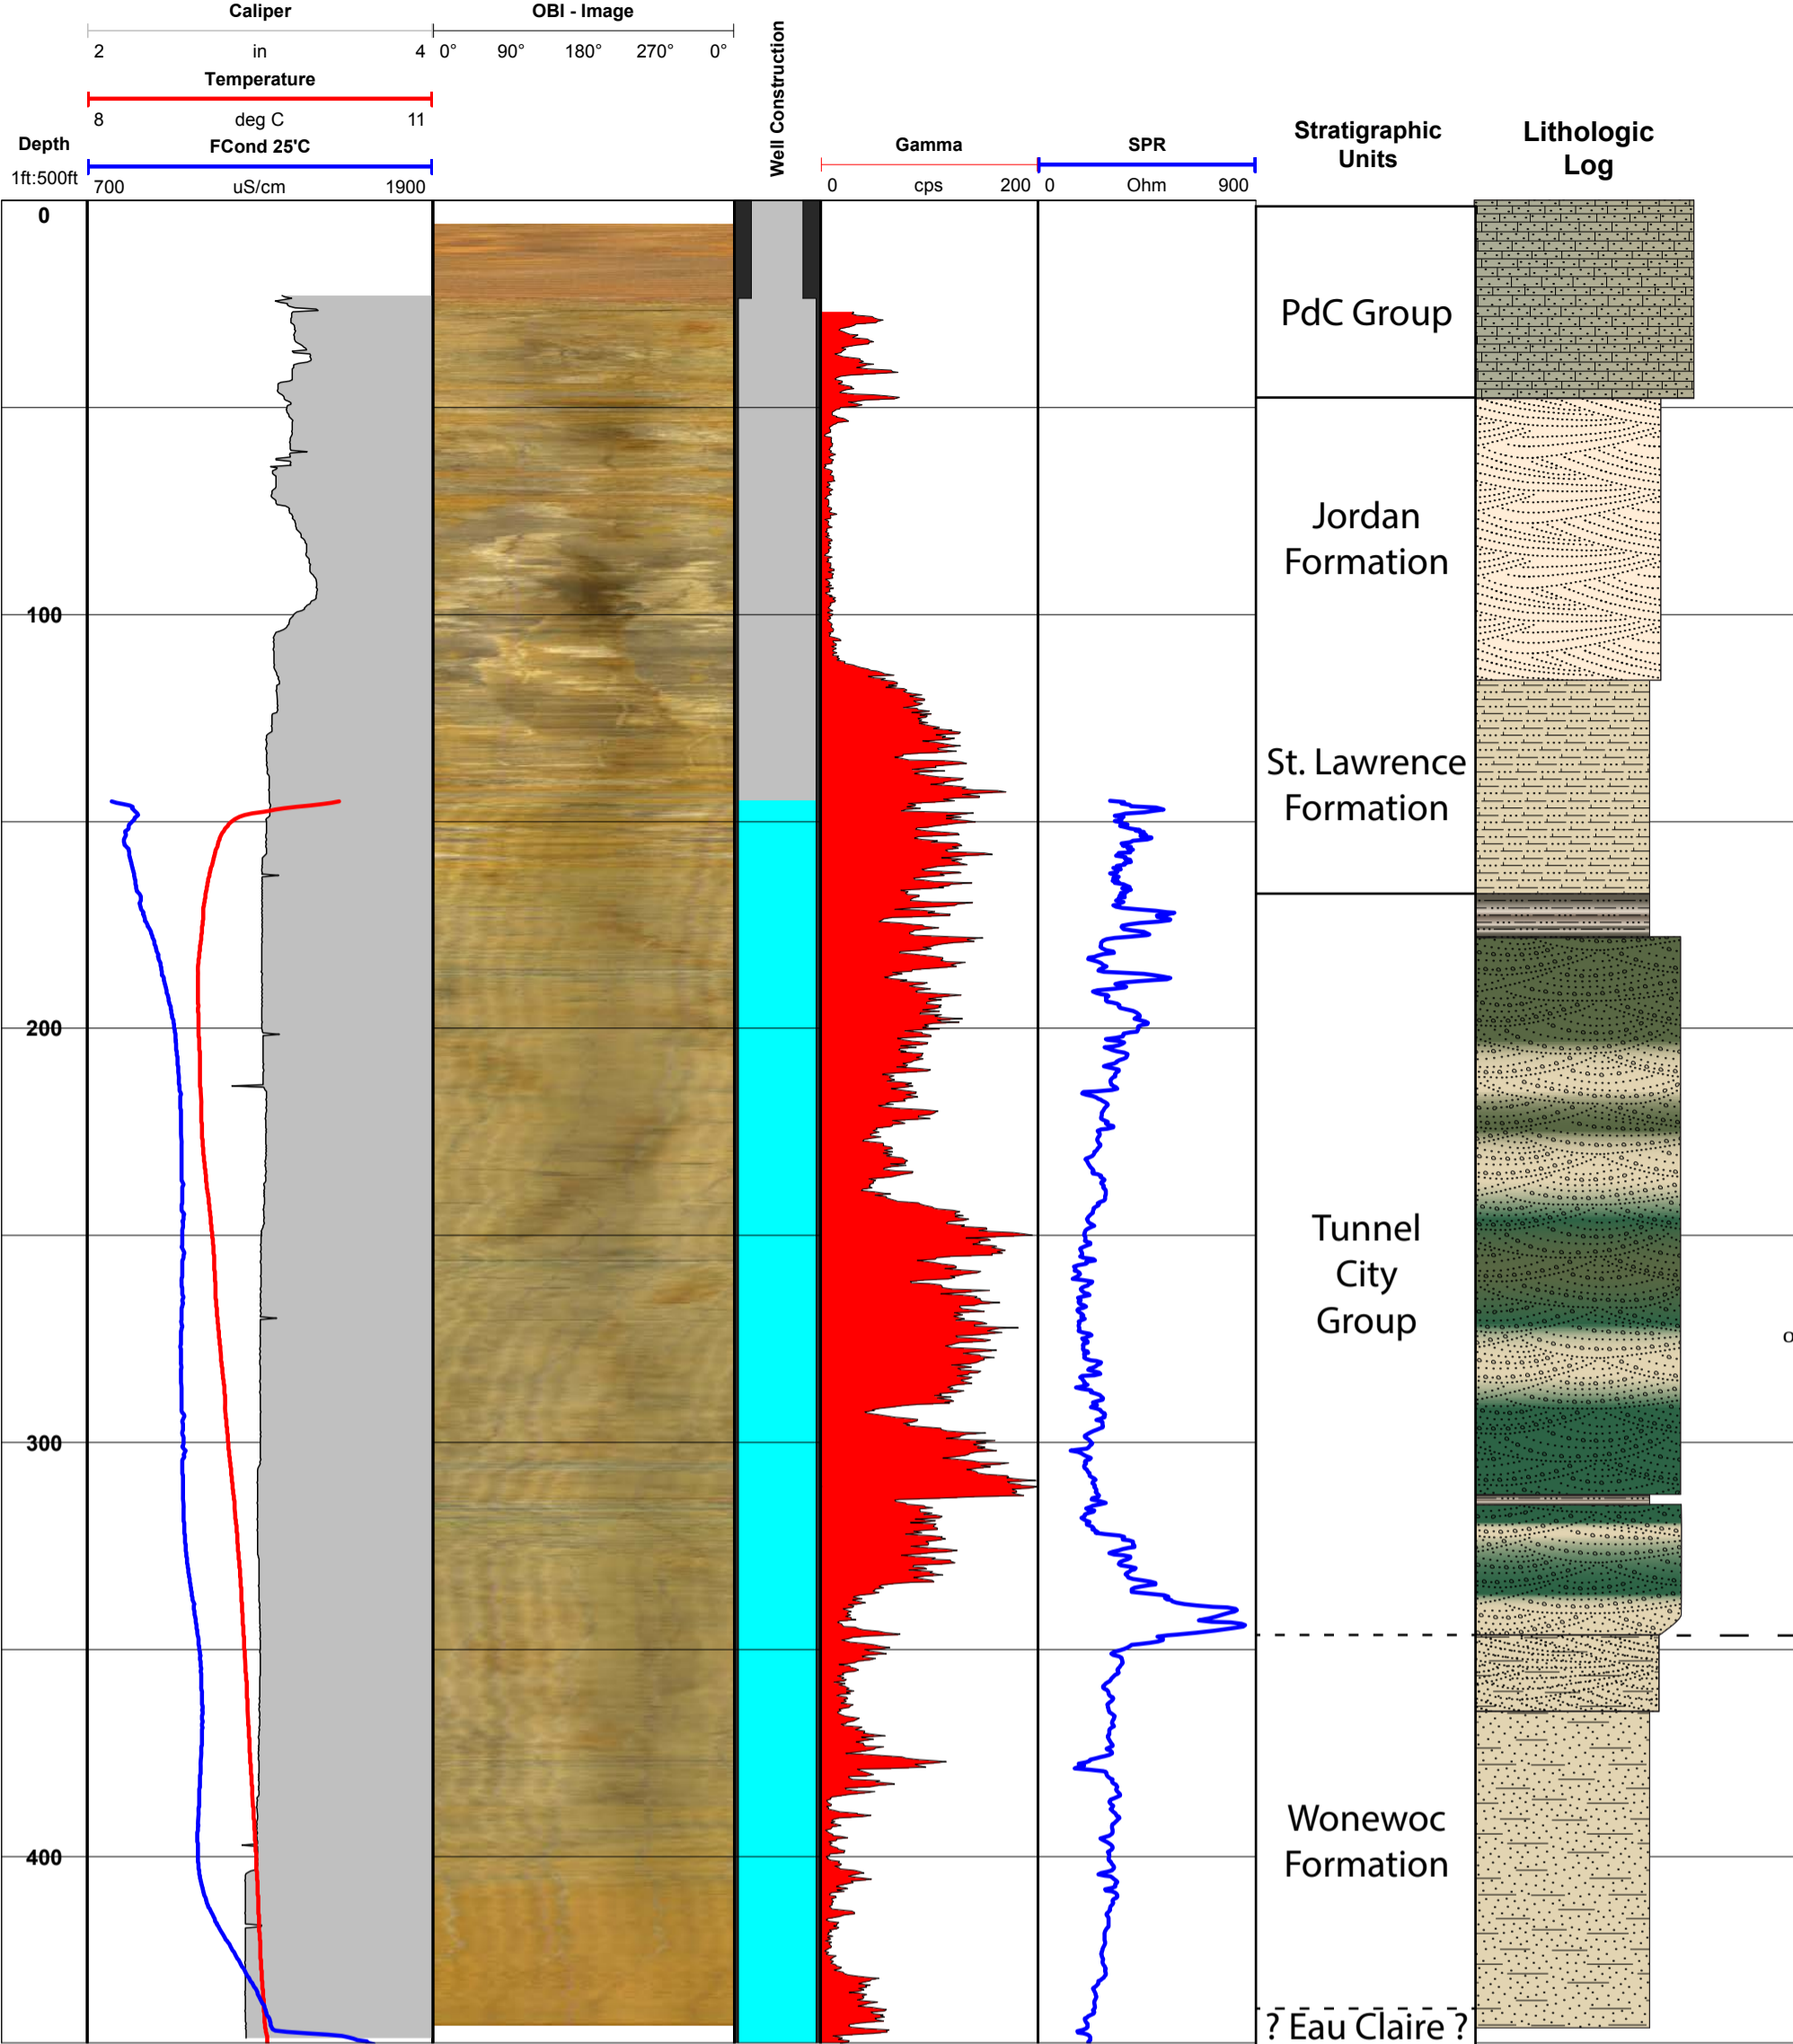 Caliper
2 in 4
Temperature
8 deg C 11
FCond 25'C
700 uS/cm 1900
OBI - Image
0° 90° 180° 270° 0°
Well Construction
Depth
1ft:500ft
Gamma
0 cps 200
SPR
0 Ohm 900
Stratigraphic
Units
Lithologic
Log
0
100
200
300
400
PdC Group
Jordan
Formation
St. Lawrence
Formation
Tunnel
City
Group
Wonewoc
Formation
? Eau Claire ?
o